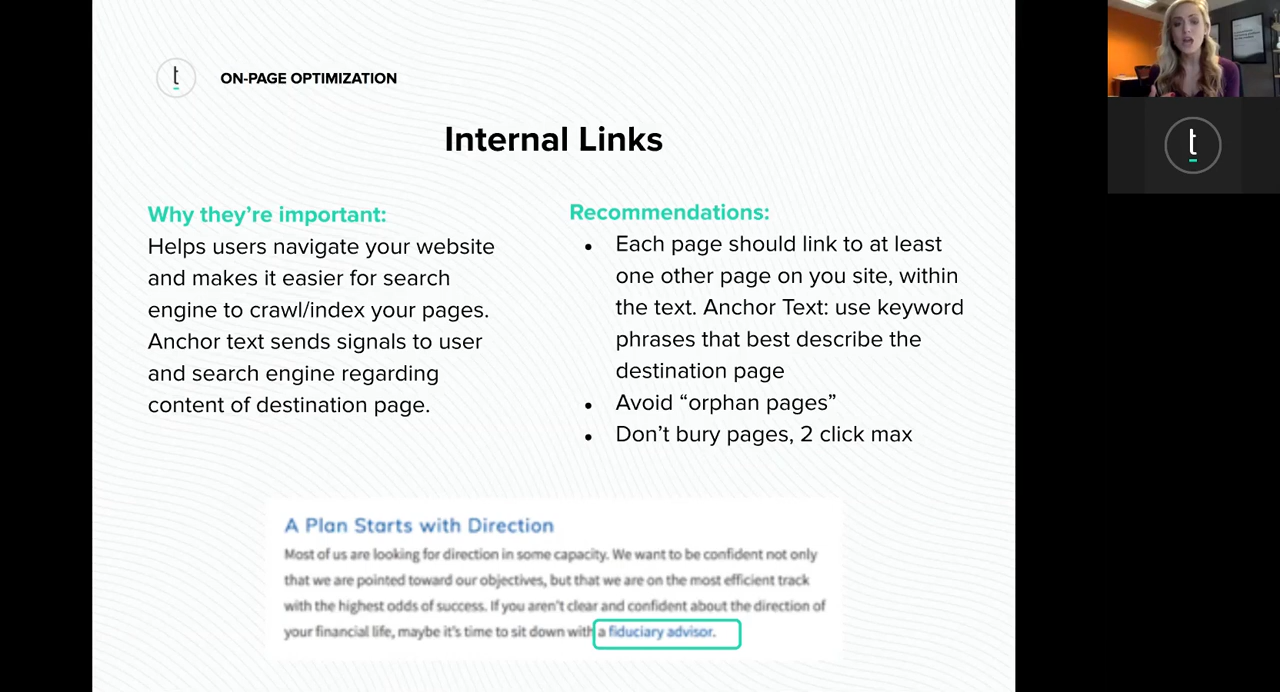 t
ON-PAGE OPTIMIZATION
Internal Links
Why they're important:
Helps users navigate your website
and makes it easier for search
engine to crawl/index your pages.
Anchor text sends signals to user
and search engine regarding
content of destination page.
Recommendations:
• Each page should link to at least
one other page on you site, within
the text. Anchor Text: use keyword
phrases that best describe the
destination page
• Avoid “orphan pages”
• Don't bury pages, 2 click max
A Plan Starts with Direction
Most of us are looking for direction in some capacity. We want to be confident not only
that we are pointed toward our objectives, but that we are on the most efficient track
with the highest odds of success. If you aren't clear and confident about the direction of
your financial life, maybe it's time to sit down with a fiduciary advisor.
t